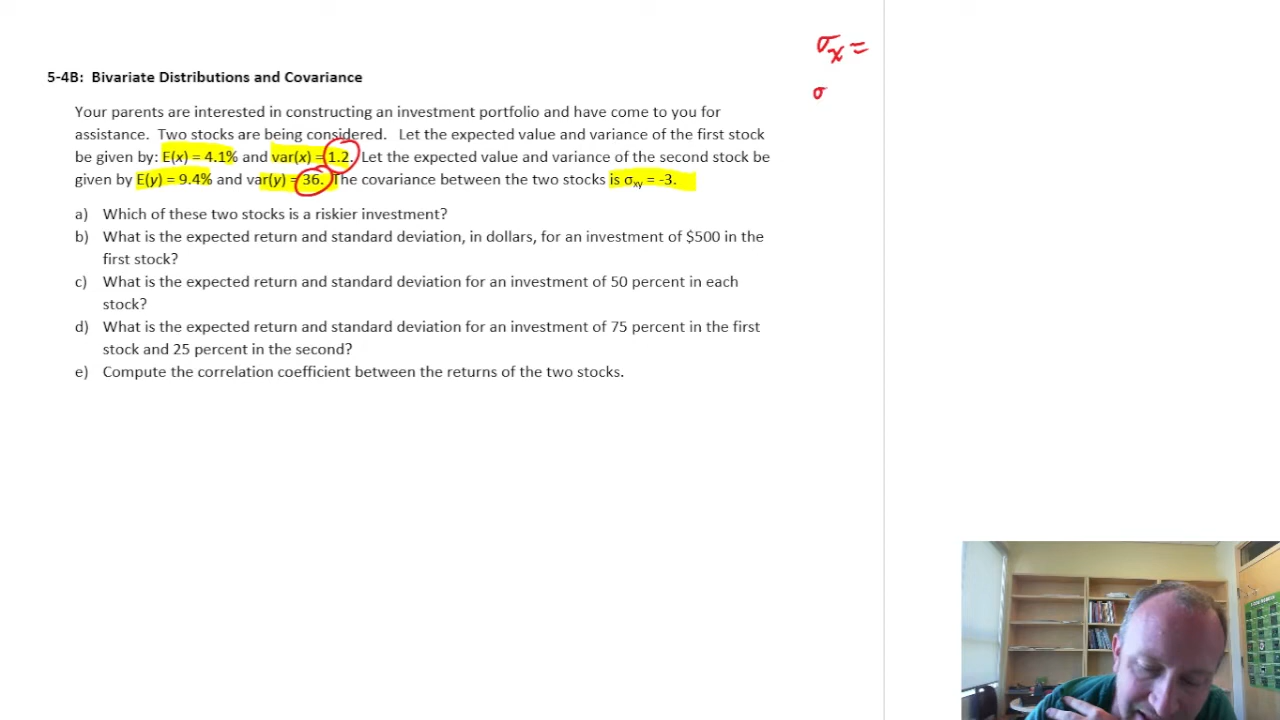 σx =
5-4B: Bivariate Distributions and Covariance
σ
Your parents are interested in constructing an investment portfolio and have come to you for
assistance. Two stocks are being considered. Let the expected value and variance of the first stock
be given by: E(x) = 4.1% and var(x) = 1.2. Let the expected value and variance of the second stock be
given by E(y) = 9.4% and var(y) = 36. The covariance between the two stocks is σxy = -3.
a) Which of these two stocks is a riskier investment?
b) What is the expected return and standard deviation, in dollars, for an investment of $500 in the
first stock?
c) What is the expected return and standard deviation for an investment of 50 percent in each
stock?
d) What is the expected return and standard deviation for an investment of 75 percent in the first
stock and 25 percent in the second?
e) Compute the correlation coefficient between the returns of the two stocks.